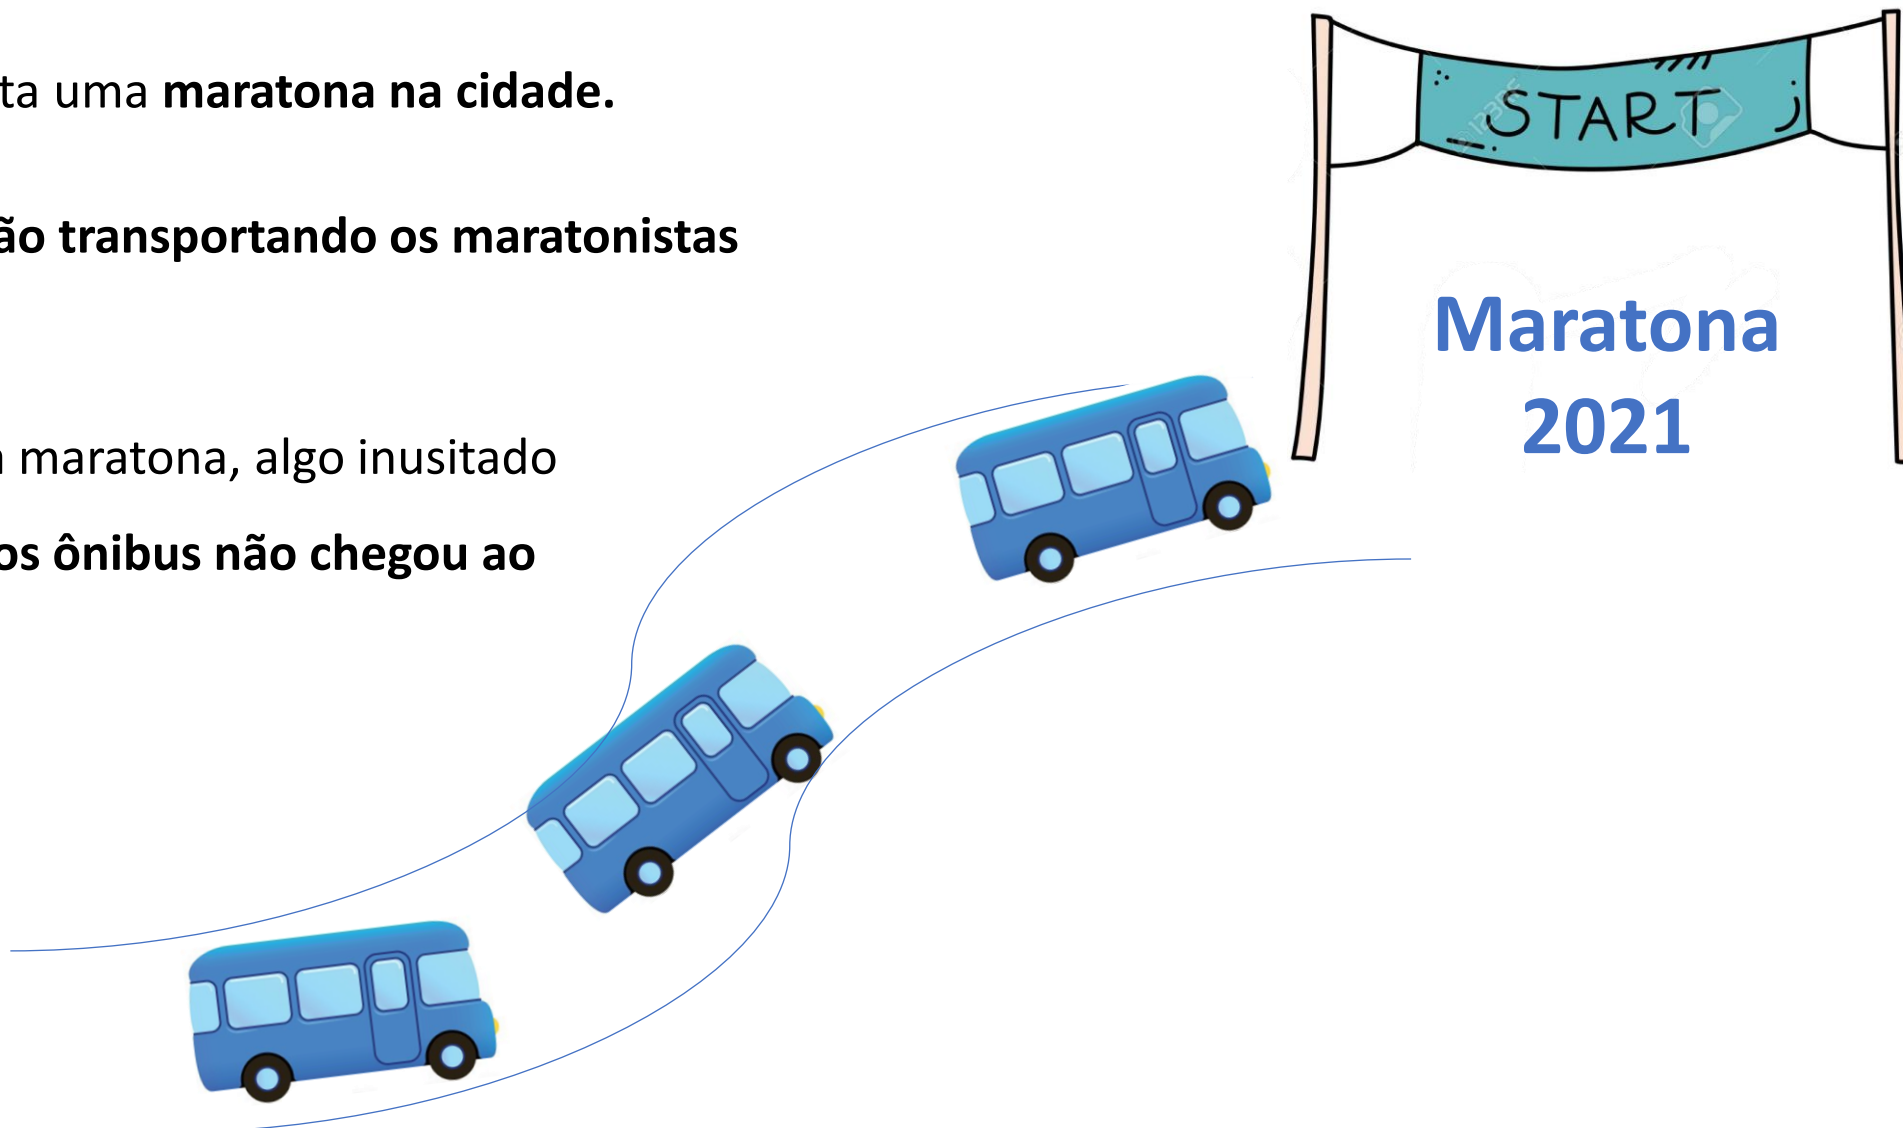 ta uma maratona na cidade.
ão transportando os maratonistas
maratona, algo inusitado
os ônibus não chegou ao
START
Maratona
2021
123RF